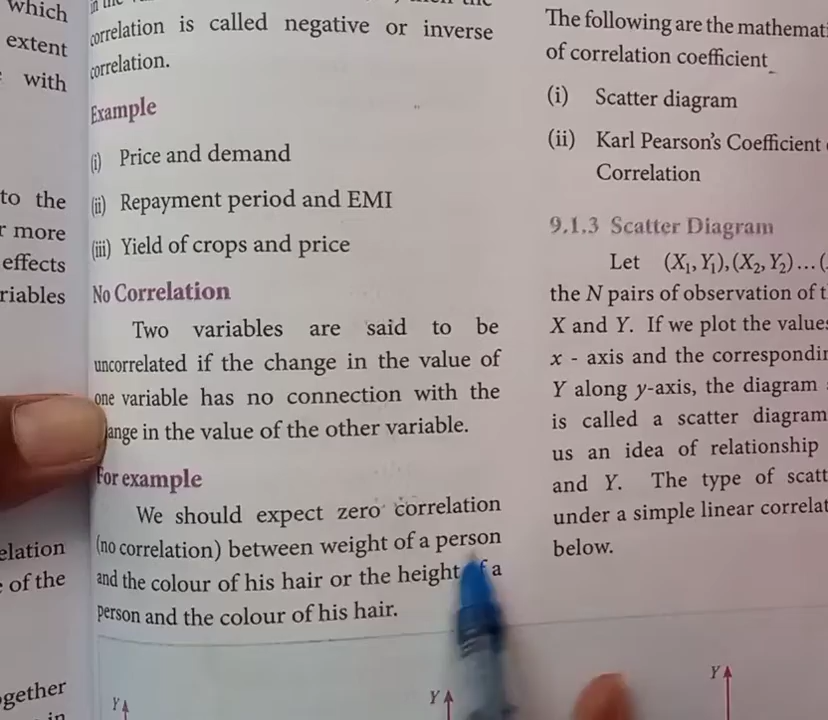 which
extent
with
to the
more
effects
riables
elation
of the
gether
in
in the
correlation is called negative or inverse
correlation.
Example
(i) Price and demand
(ii) Repayment period and EMI
(iii) Yield of crops and price
No Correlation
Two variables are said to be
uncorrelated if the change in the value of
one variable has no connection with the
ange in the value of the other variable.
For example
We should expect zero correlation
(no correlation) between weight of a person
and the colour of his hair or the height of a
person and the colour of his hair.
Y
Y
The following are the mathemati
of correlation coefficient
(i) Scatter diagram
(ii) Karl Pearson's Coefficient
Correlation
9.1.3 Scatter Diagram
Let (X₁, Y₁), (X₂, Y₂) ... (
the N pairs of observation of t
X and Y. If we plot the value
x - axis and the correspondin
Y along y-axis, the diagram
is called a scatter diagram
us an idea of relationship
and Y. The type of scatt
under a simple linear correlat
below.
Y